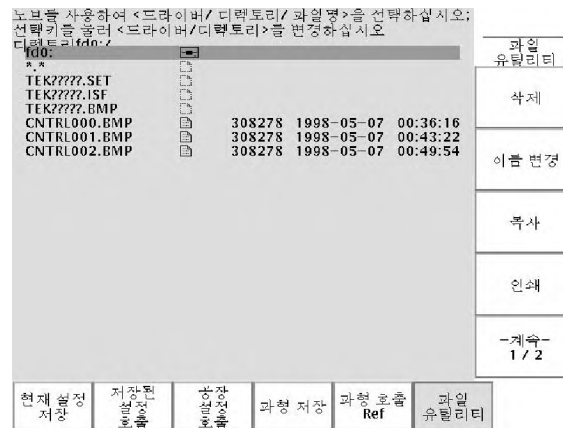 노브를 사용하여 <드라이버/ 디렉토리/ 파일명>을 선택하십시오;
선택키를 눌러 <드라이버/디렉토리>를 변경하십시오
디렉토리fd0:/
fd0:
*.*
TEK?????.SET
TEK?????.ISF
TEK?????.BMP
CNTRL000.BMP 308278 1998-05-07 00:36:16
CNTRL001.BMP 308278 1998-05-07 00:43:22
CNTRL002.BMP 308278 1998-05-07 00:49:54
파일
유틸리티
삭제
이름 변경
복사
인쇄
-계속-
1 / 2
현재 설정
저장
저장된
설정
호출
공장
설정
호출
파형 저장
파형 호출
Ref
파일
유틸리티